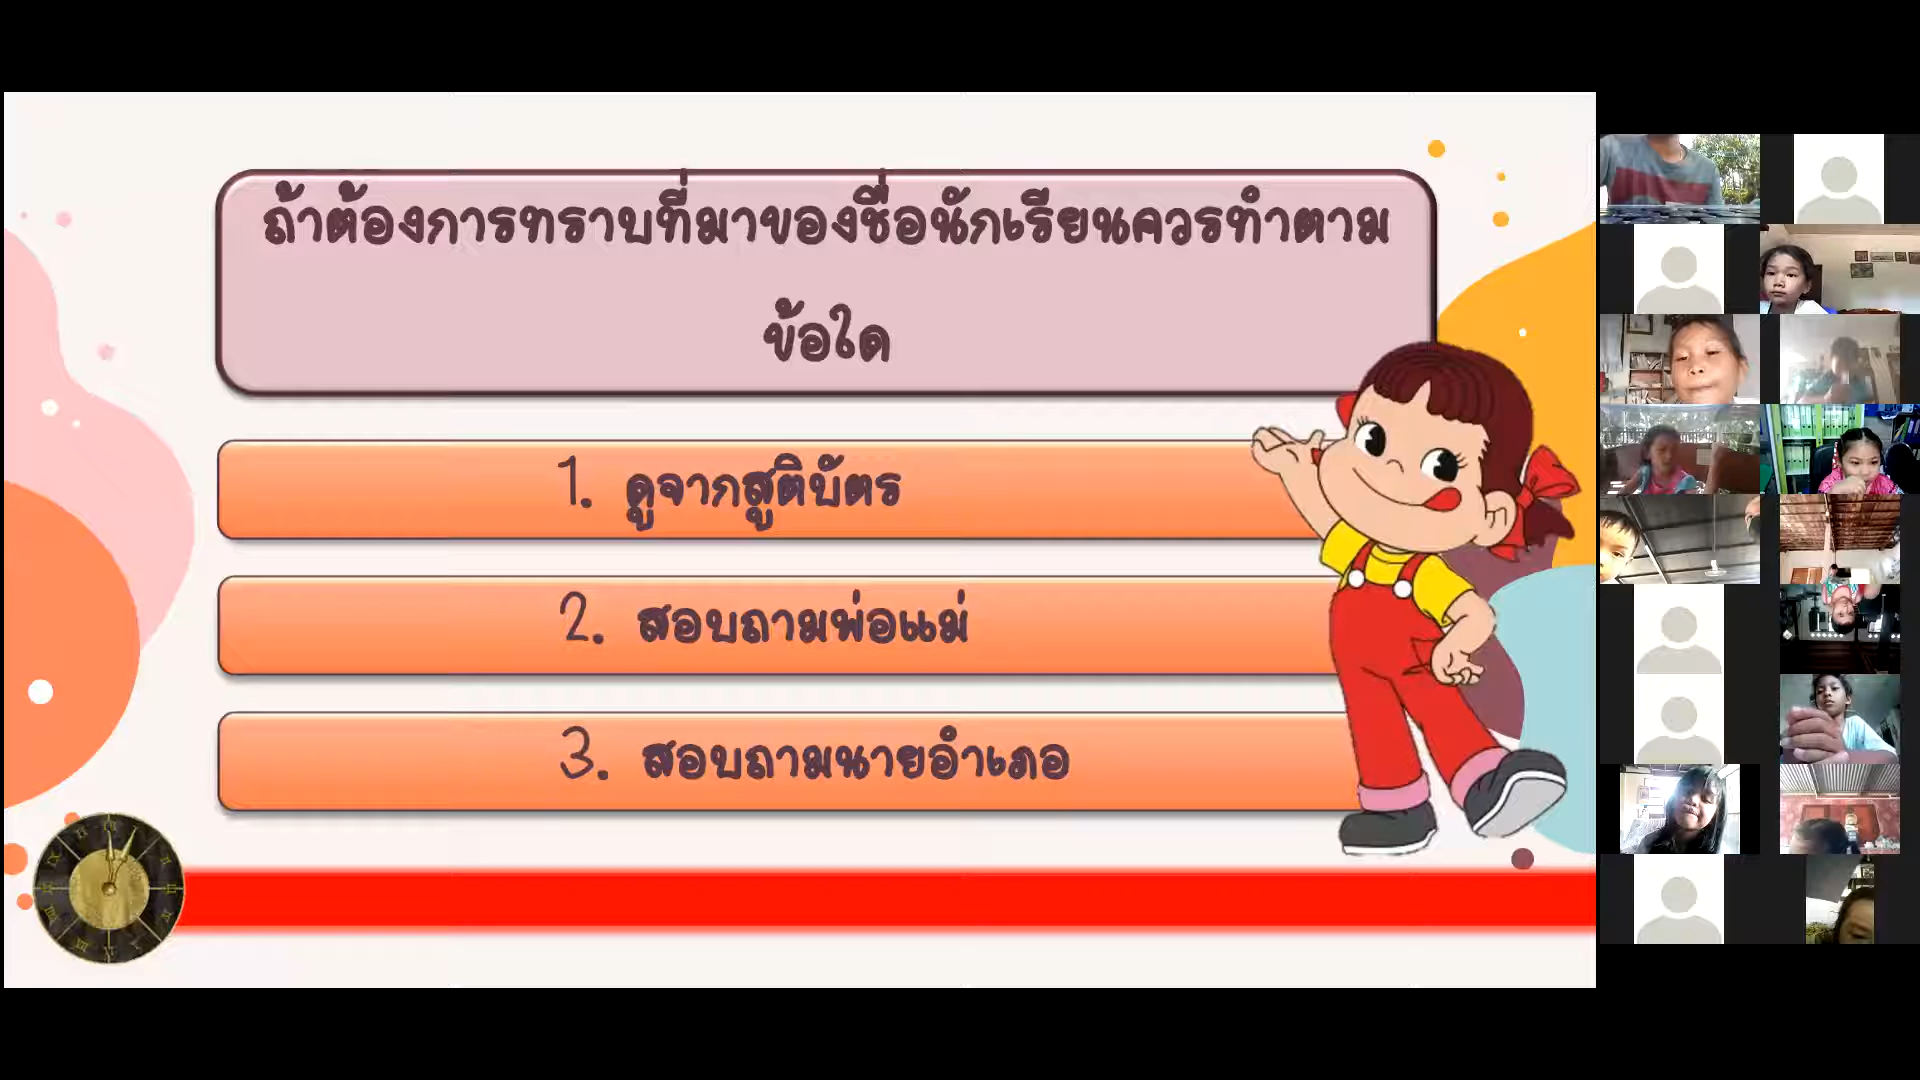 ถ้าต้องการทราบที่มาของชื่อนักเรียนควรทำตาม
ข้อใด
1. ดูจากสูติบัตร
2. สอบถามพ่อแม่
3. สอบถามนายอำเภอ